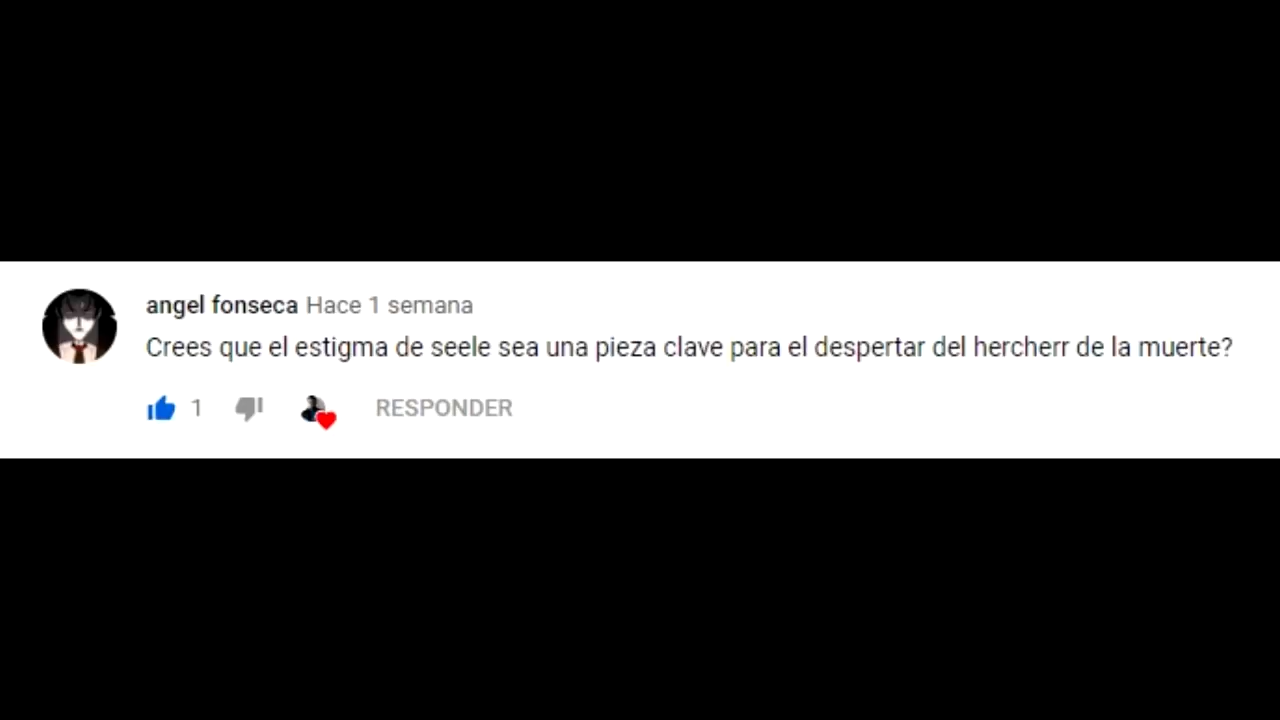 angel fonseca Hace 1 semana
Crees que el estigma de seele sea una pieza clave para el despertar del hercherr de la muerte?
1 RESPONDER